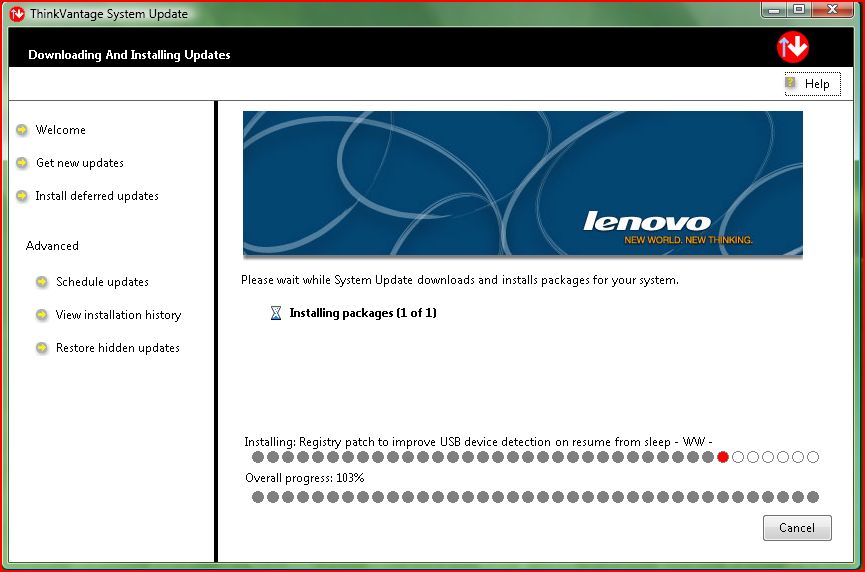 ThinkVantage System Update
Downloading And Installing Updates
Help
Welcome
Get new updates
Install deferred updates
Advanced
Schedule updates
View installation history
Restore hidden updates
lenovo
NEW WORLD. NEW THINKING.
Please wait while System Update downloads and installs packages for your system.
Installing packages (1 of 1)
Installing: Registry patch to improve USB device detection on resume from sleep - WW -
Overall progress: 103%
Cancel